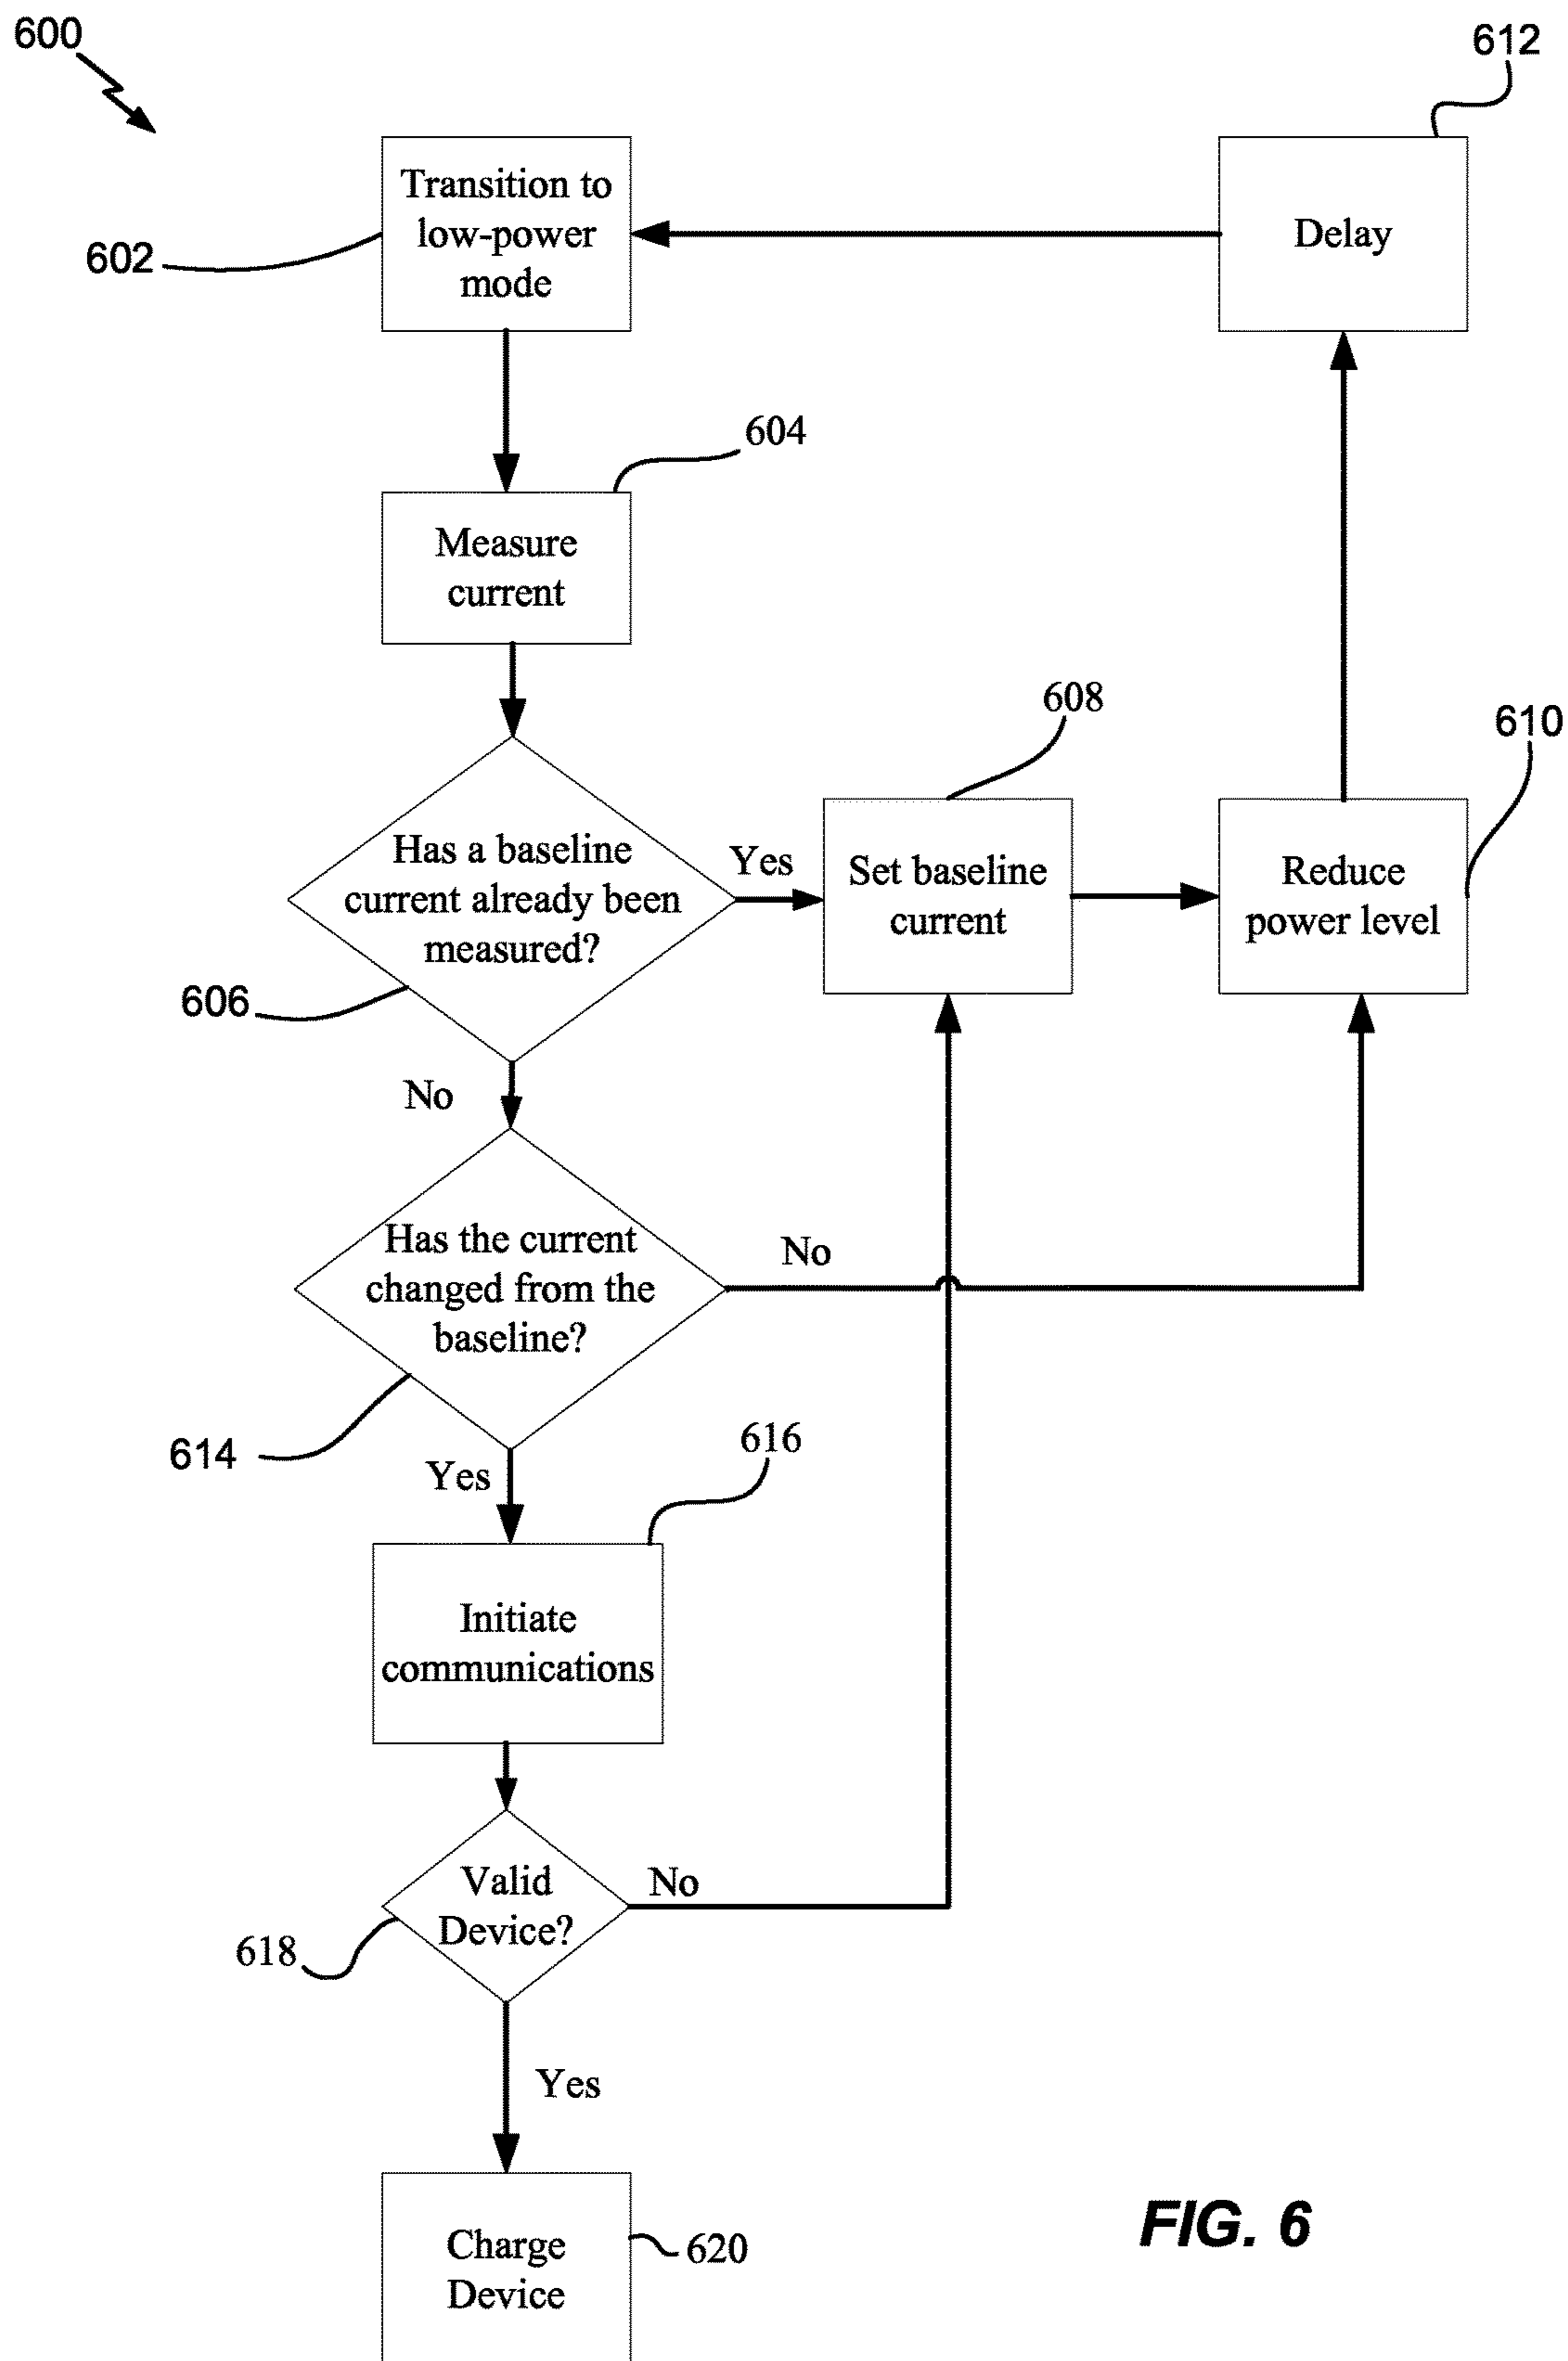 600
612
Transition to
low-power
mode
Delay
602
604
Measure
current
608
610
Has a baseline
current already been
measured?
Yes
Set baseline
current
Reduce
power level
606
No
Has the current
changed from the
baseline?
No
614
Yes
616
Initiate
communications
Valid
Device?
No
618
Yes
Charge
Device
620
FIG. 6